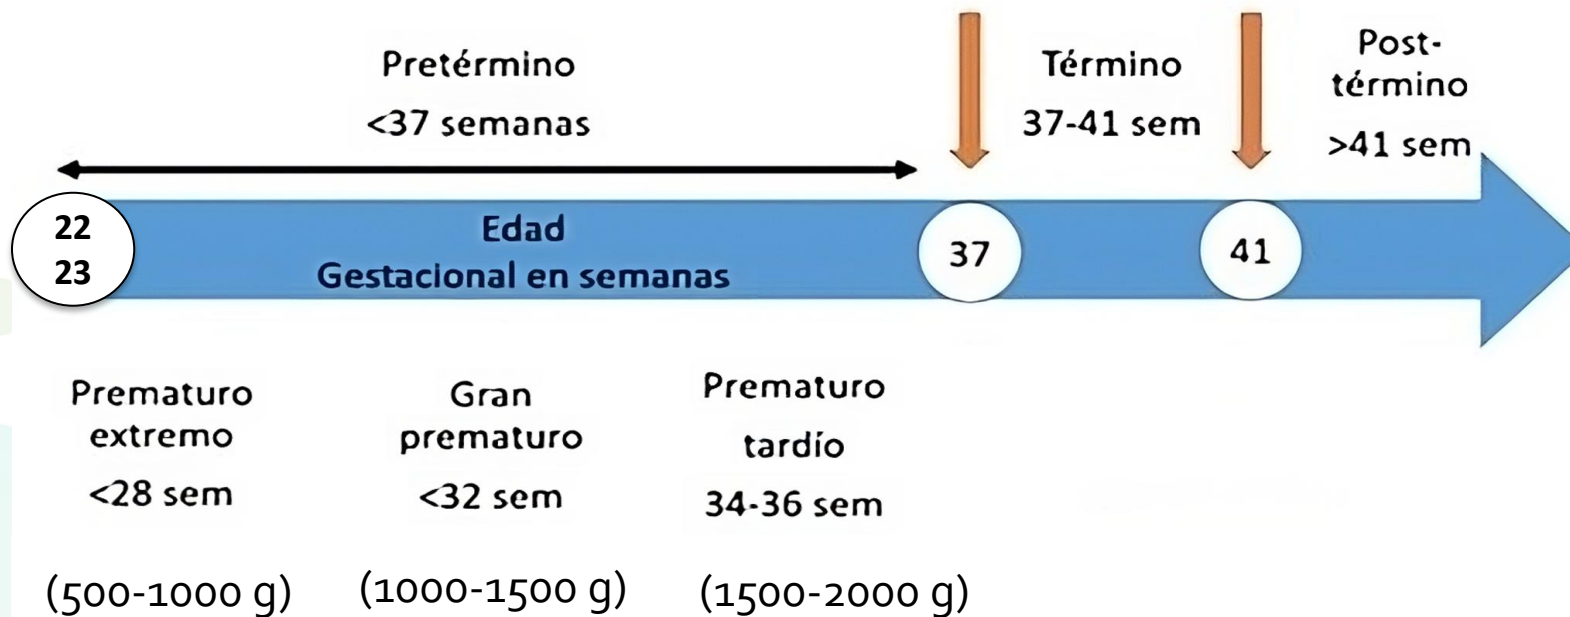 Pretérmino
<37 semanas
Término
37-41 sem
Post-
término
>41 sem
22
23
Edad
Gestacional en semanas
37
41
Prematuro
extremo
<28 sem
Gran
prematuro
<32 sem
Prematuro
tardío
34-36 sem
(500-1000 g)
(1000-1500 g)
(1500-2000 g)